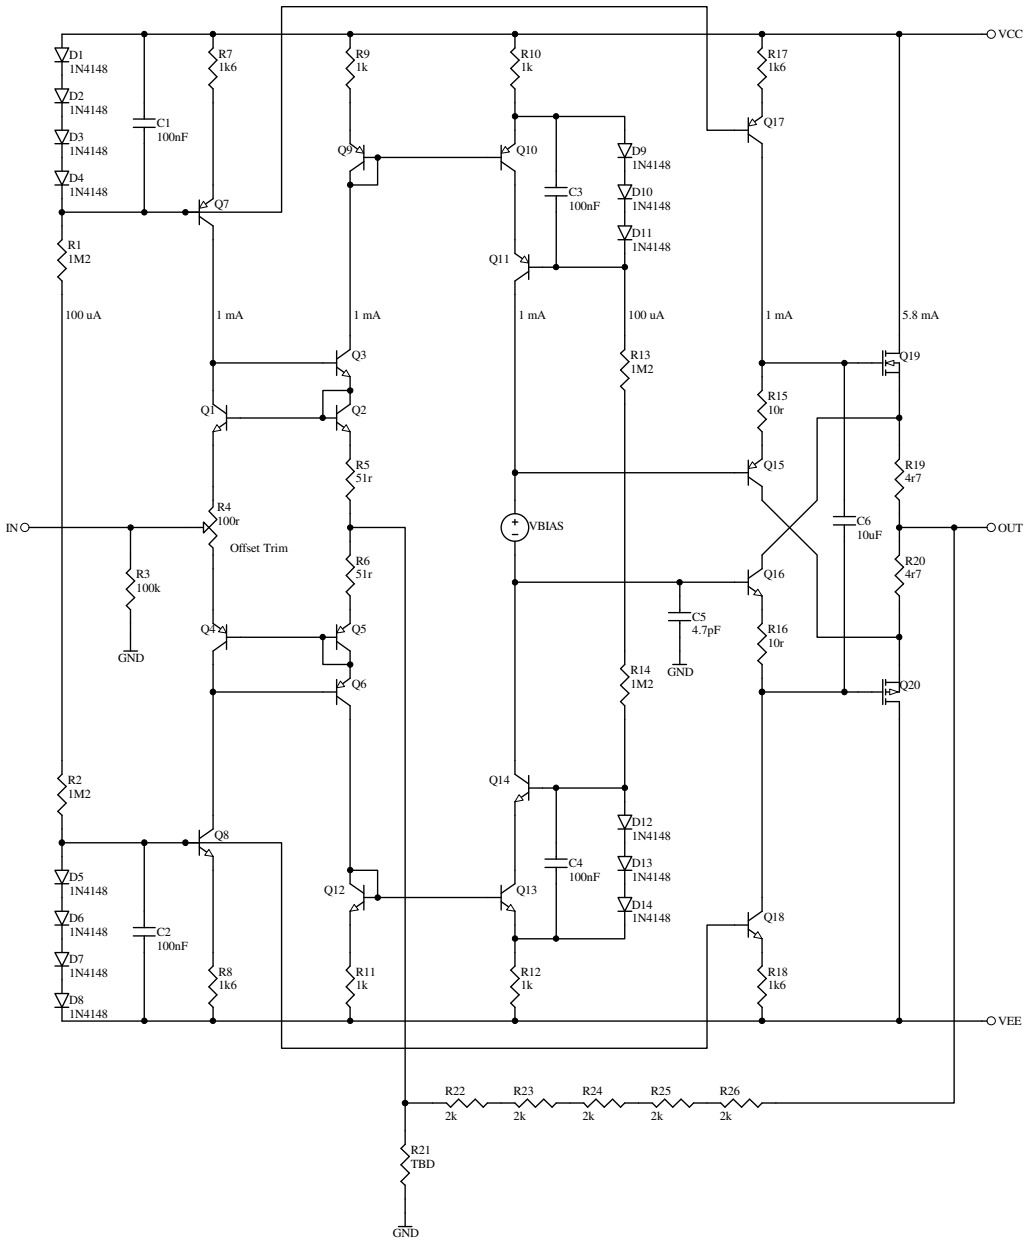 VCC
D1
1N4148
D2
1N4148
D3
1N4148
D4
1N4148
C1
100nF
R7
1k6
R9
1k
R10
1k
R17
1k6
Q17
Q9
Q10
D9
1N4148
D10
1N4148
D11
1N4148
C3
100nF
Q7
Q11
R1
1M2
100 uA
1 mA
1 mA
1 mA
100 uA
1 mA
5.8 mA
Q3
Q19
R13
1M2
Q1
Q2
R15
10r
R5
51r
Q15
R19
4r7
R4
100r
Offset Trim
IN
VBIAS
C6
10uF
OUT
R3
100k
GND
R6
51r
Q16
R20
4r7
C5
4.7pF
GND
Q4
Q5
R16
10r
Q6
R14
1M2
Q20
R2
1M2
Q14
D12
1N4148
D13
1N4148
D14
1N4148
C4
100nF
Q8
D5
1N4148
D6
1N4148
D7
1N4148
D8
1N4148
C2
100nF
Q12
Q13
Q18
R8
1k6
R11
1k
R12
1k
R18
1k6
VEE
R22
2k
R23
2k
R24
2k
R25
2k
R26
2k
R21
TBD
GND